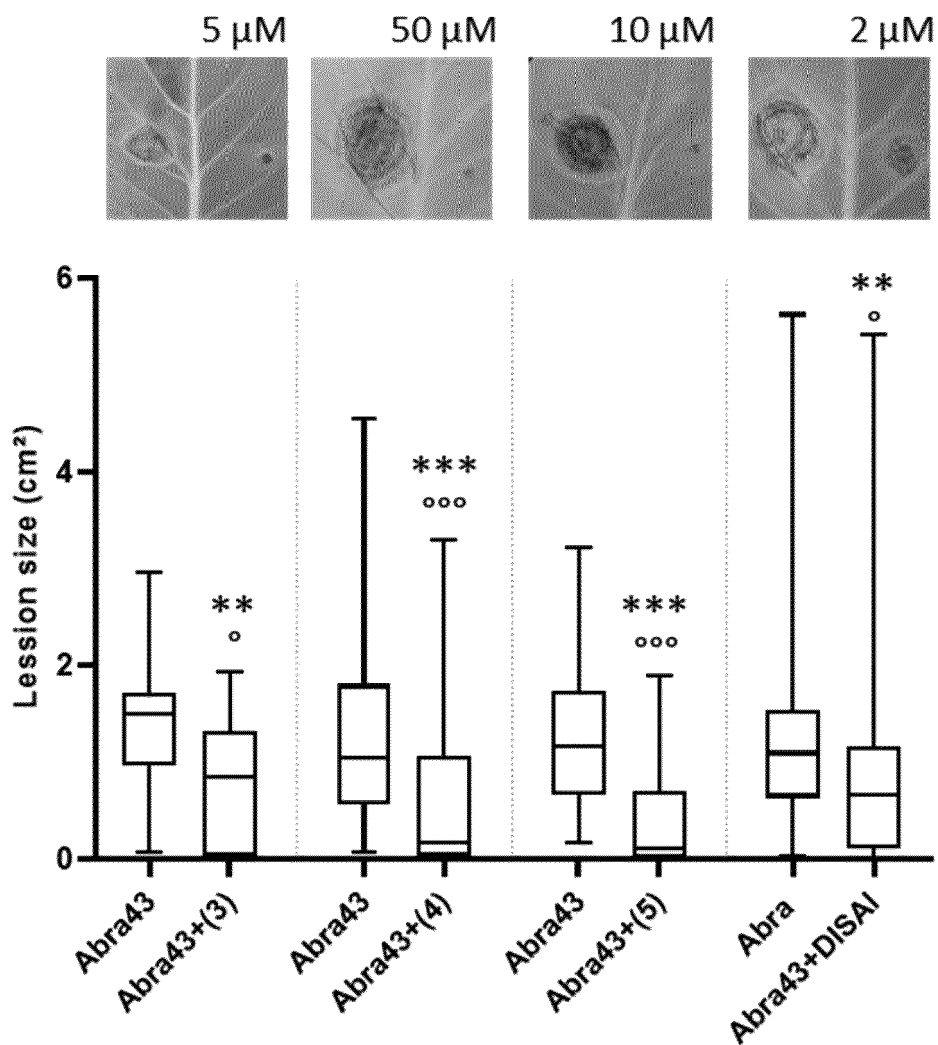 5 µM 50 µM 10 µM 2 µM
6
4
2
0
Lession size (cm²)
** °
*** °°°
*** °°°
** °
Abra43
Abra43+(3)
Abra43
Abra43+(4)
Abra43
Abra43+(5)
Abra
Abra43+DISAI